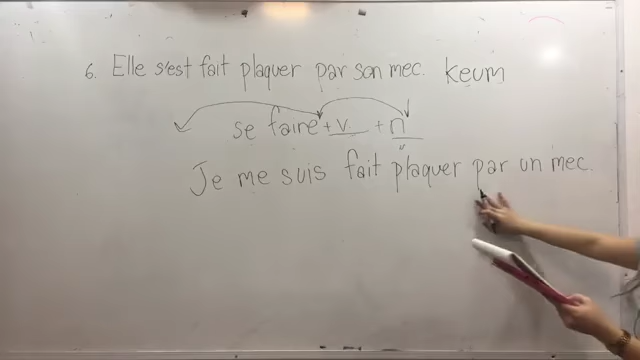 6. Elle s'est fait plaquer par son mec. keum
se faire + v + n
Je me suis fait plaquer par un mec.